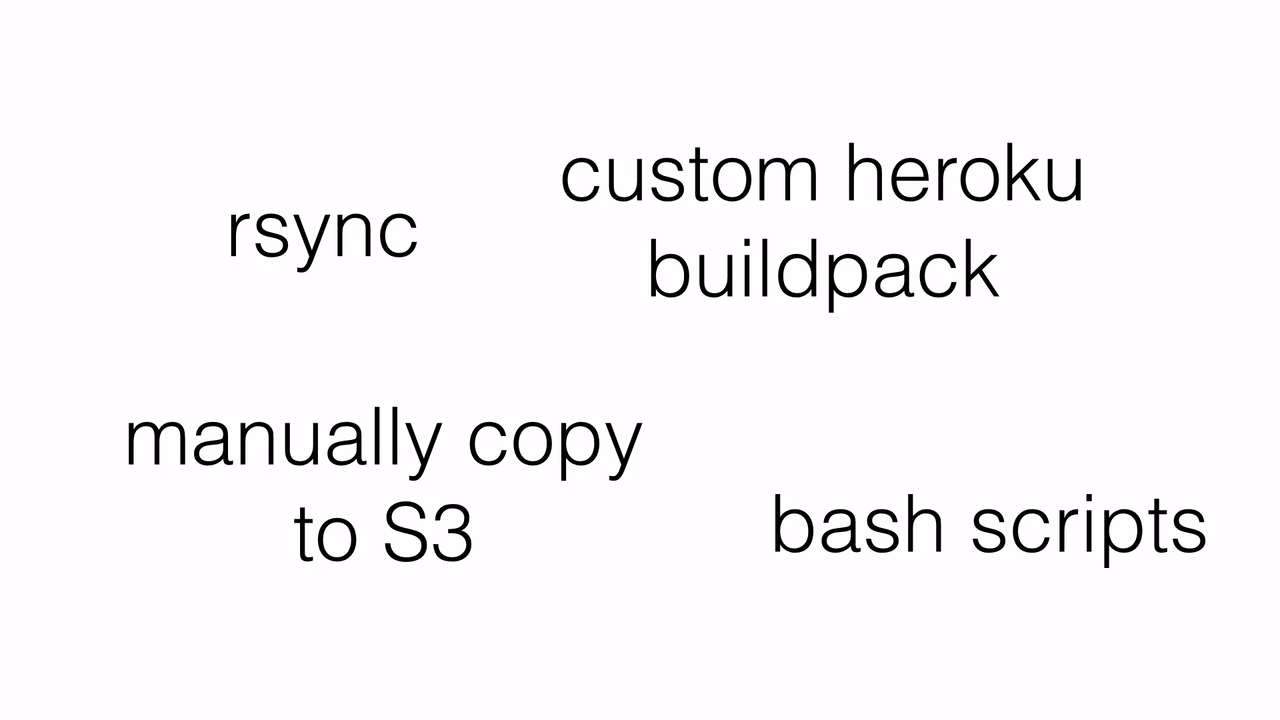 rsync
custom heroku
buildpack
manually copy
to S3
bash scripts